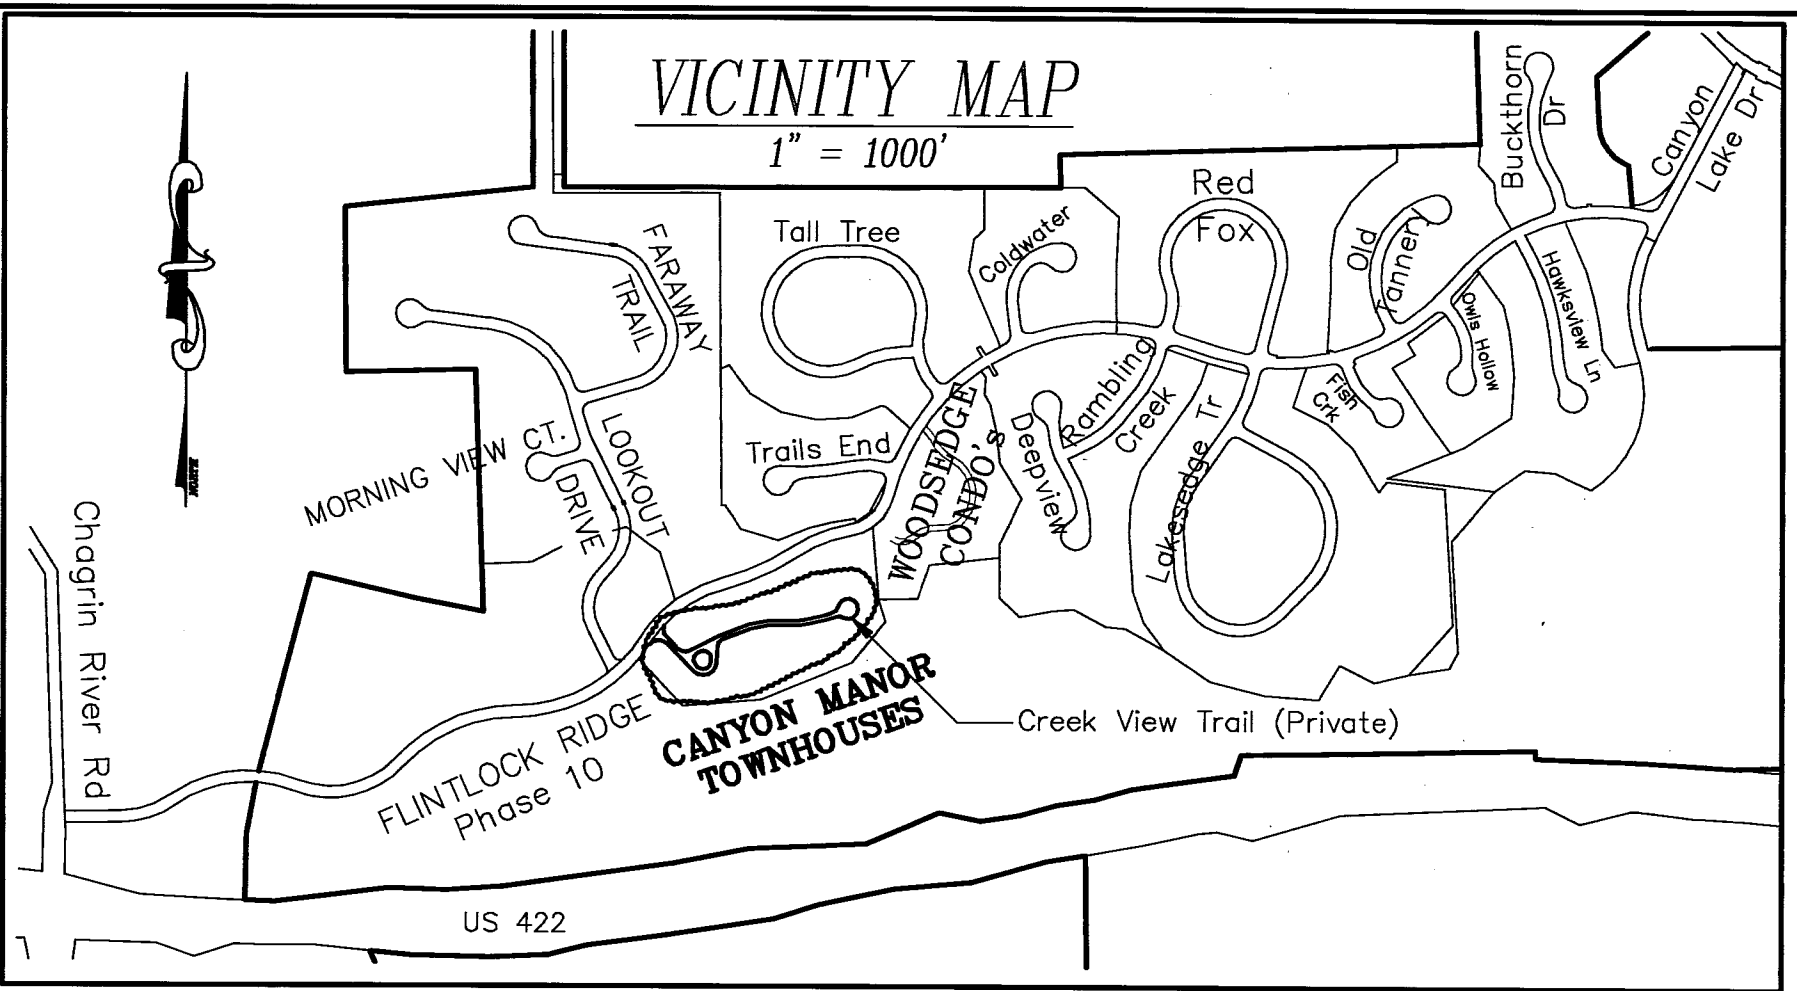 VICINITY MAP
1" = 1000'
Buckthorn
Dr
Canyon
Lake Dr
Red
Fox
Tall Tree
Coldwater
Old
Tannery
FARAWAY
TRAIL
Hawksview Ln
Owls Hollow
Rambling
Creek
Fish
Crk
Lakesedge Tr
Deepview
WOODSEDGE
CONDO's
Trails End
LOOKOUT
DRIVE
MORNING VIEW CT.
Chagrin River Rd
CANYON MANOR
TOWNHOUSES
Creek View Trail (Private)
FLINTLOCK RIDGE
Phase 10
US 422